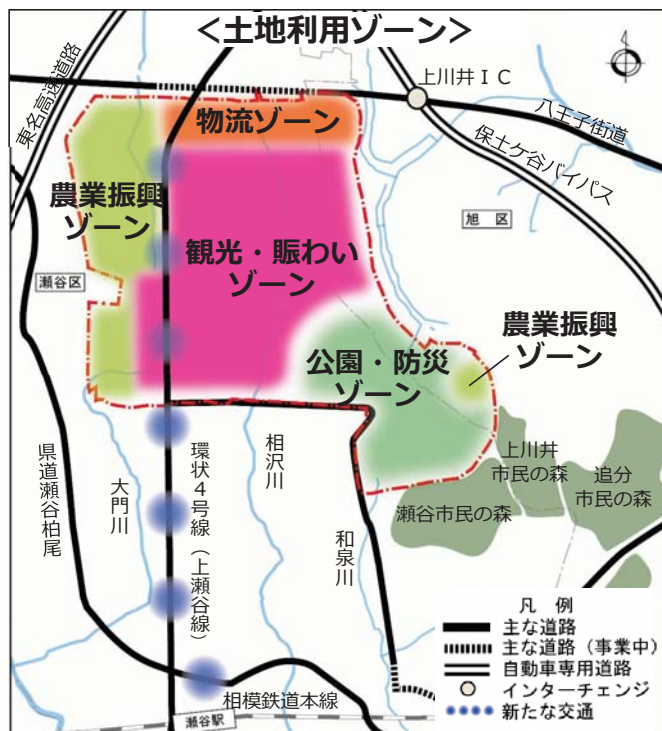 <土地利用ゾーン>
東名高速道路
上川井IC
八王子街道
物流ゾーン
保土ケ谷バイパス
農業振興
ゾーン
旭区
観光・賑わい
ゾーン
瀬谷区
農業振興
ゾーン
公園・防災
ゾーン
上川井
市民の森
追分
市民の森
瀬谷市民の森
県道瀬谷柏尾
大門川
環状4号線(上瀬谷線)
相沢川
和泉川
相模鉄道本線
瀬谷駅
凡例
主な道路
主な道路(事業中)
自動車専用道路
インターチェンジ
新たな交通